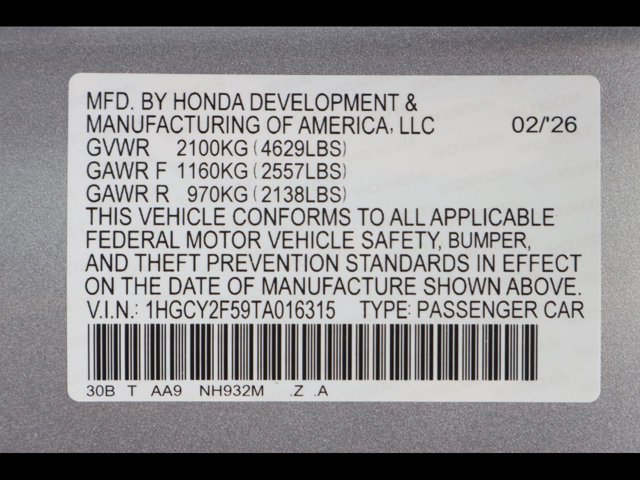 MFD. BY HONDA DEVELOPMENT &
MANUFACTURING OF AMERICA, LLC 02/'26
GVWR 2100KG (4629LBS)
GAWR F 1160KG (2557LBS)
GAWR R 970KG (2138LBS)
THIS VEHICLE CONFORMS TO ALL APPLICABLE
FEDERAL MOTOR VEHICLE SAFETY, BUMPER,
AND THEFT PREVENTION STANDARDS IN EFFECT
ON THE DATE OF MANUFACTURE SHOWN ABOVE.
V.I.N.: 1HGCY2F59TA016315 TYPE: PASSENGER CAR
30B T AA9 NH932M .Z .A